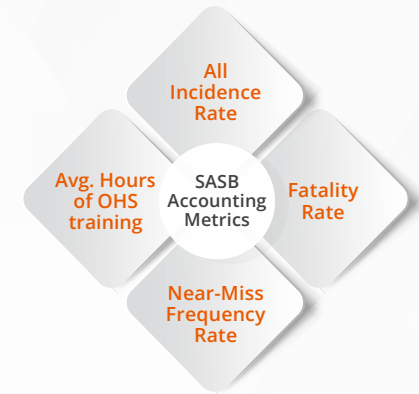 All
Incidence
Rate
Avg. Hours
of OHS
training
SASB
Accounting
Metrics
Fatality
Rate
Near-Miss
Frequency
Rate